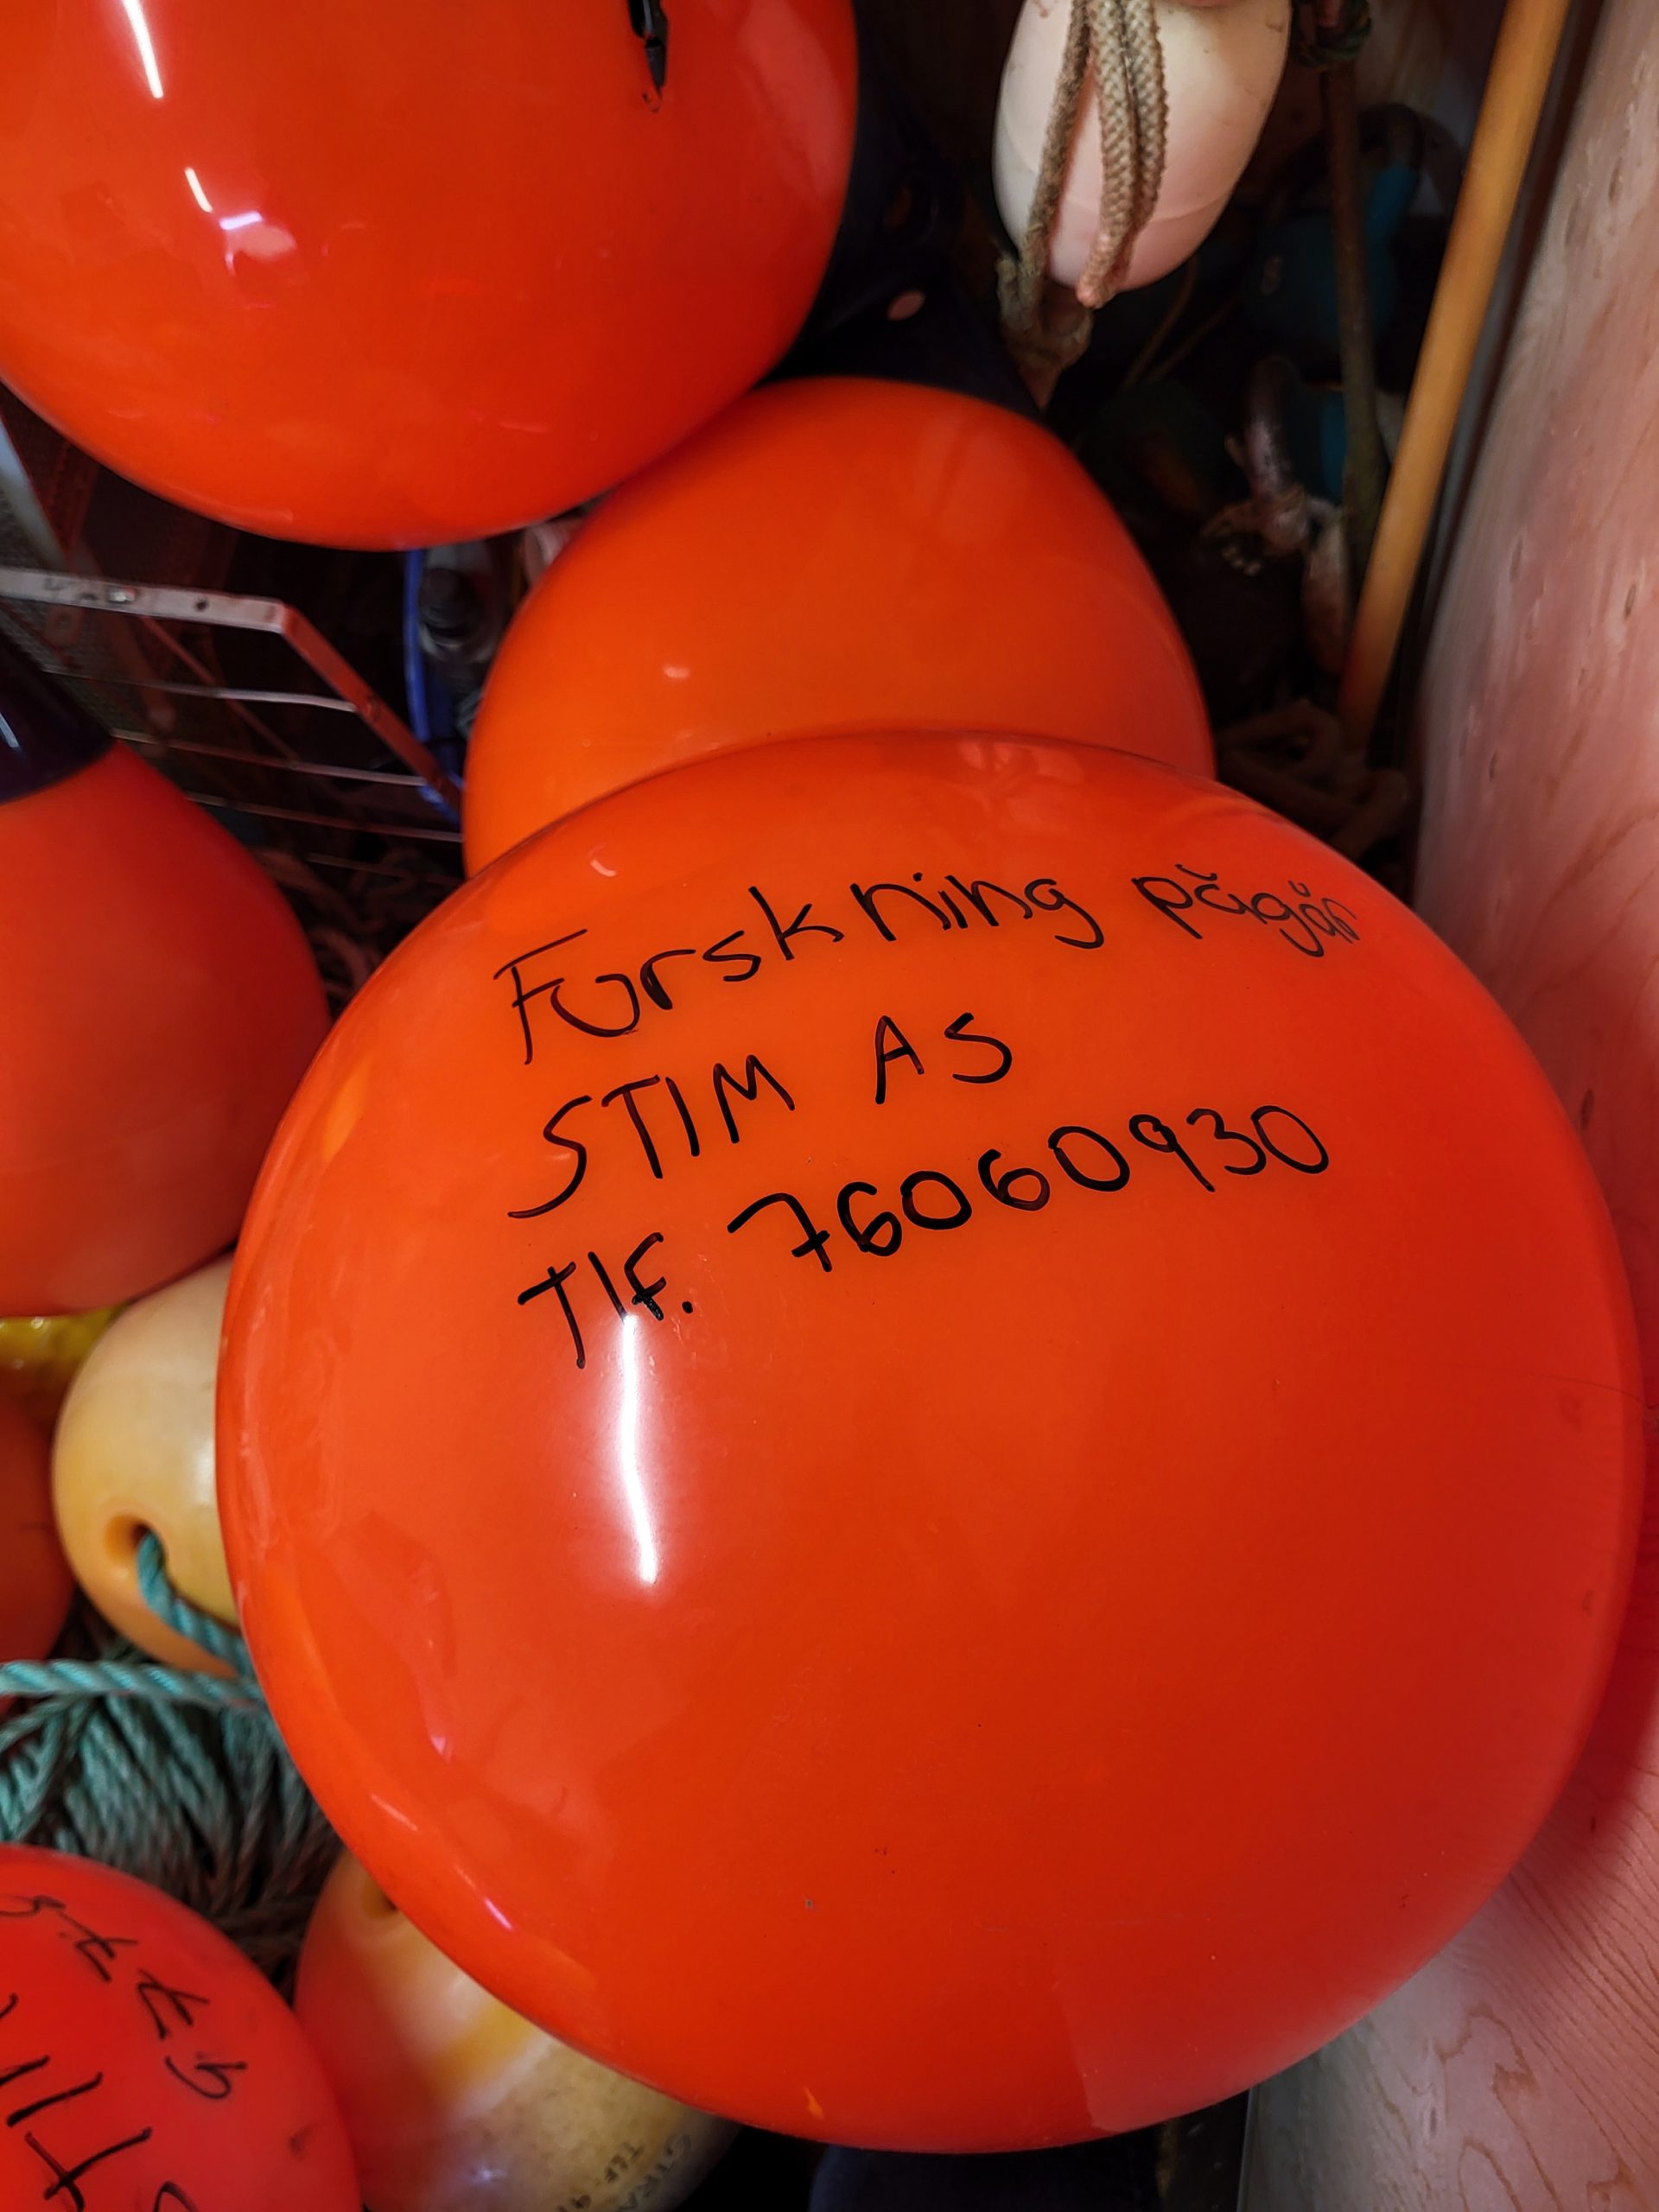 Forskning pågår
STIM AS
Tlf. 76060930